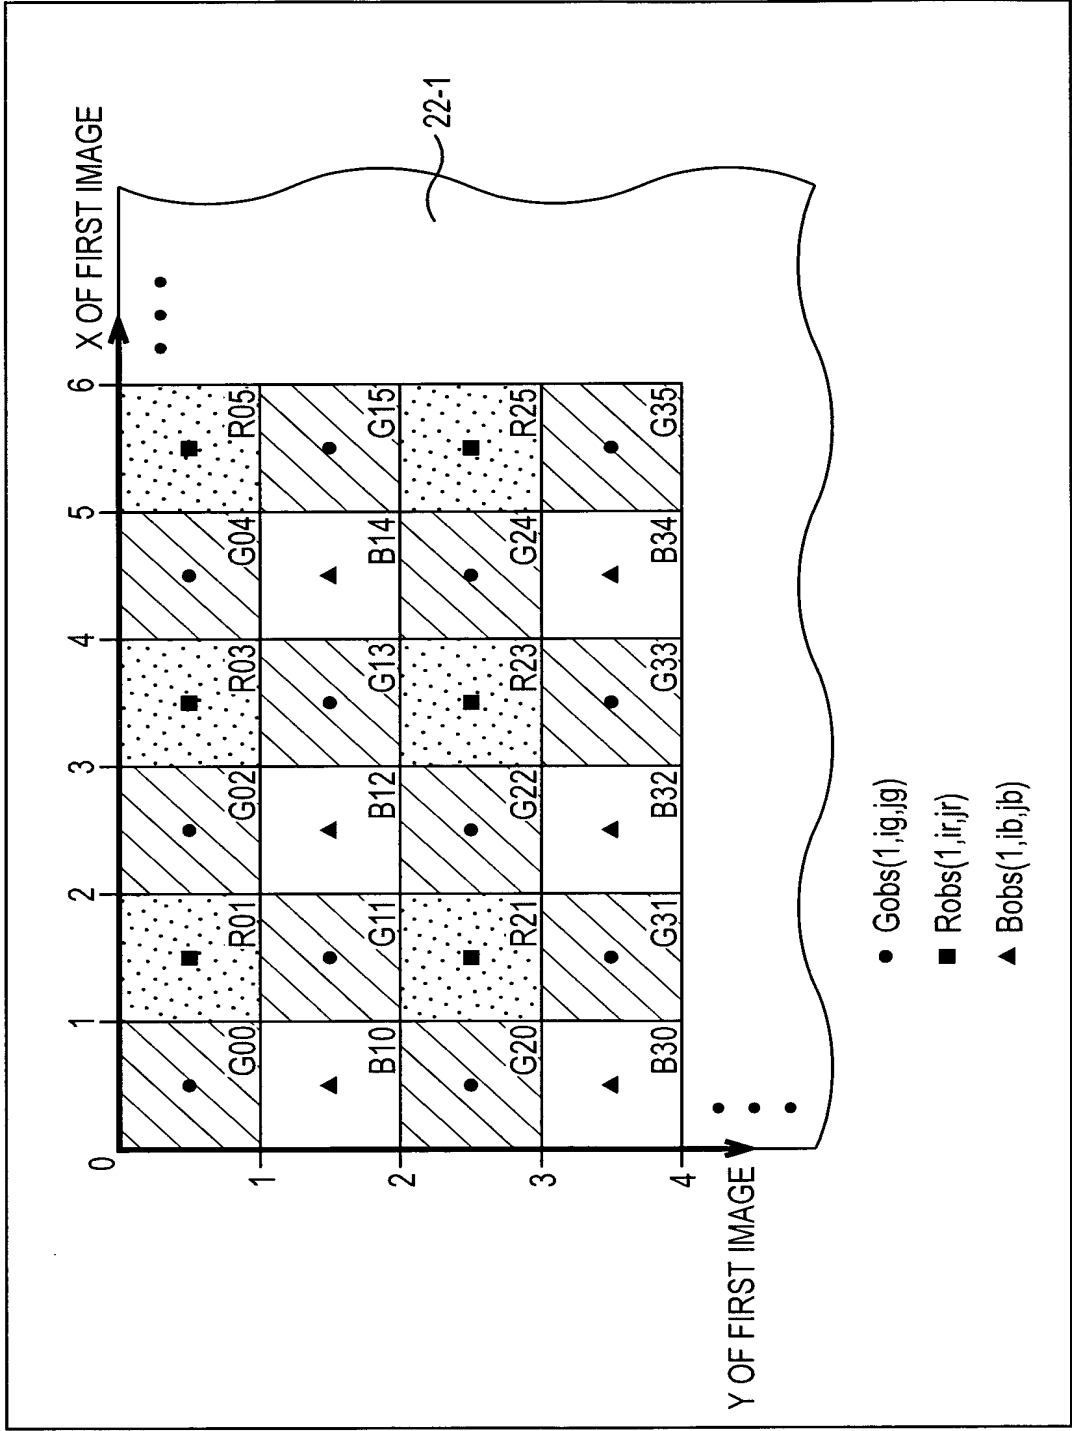 X OF FIRST IMAGE
0 1 2 3 4 5 6
G00 R01 G02 R03 G04 R05
1
B10 G11 B12 G13 B14 G15
2
G20 R21 G22 R23 G24 R25
3
B30 G31 B32 G33 B34 G35
4
22-1
Y OF FIRST IMAGE
Gobs(1,ig,jg)
Robs(1,ir,jr)
Bobs(1,ib,jb)